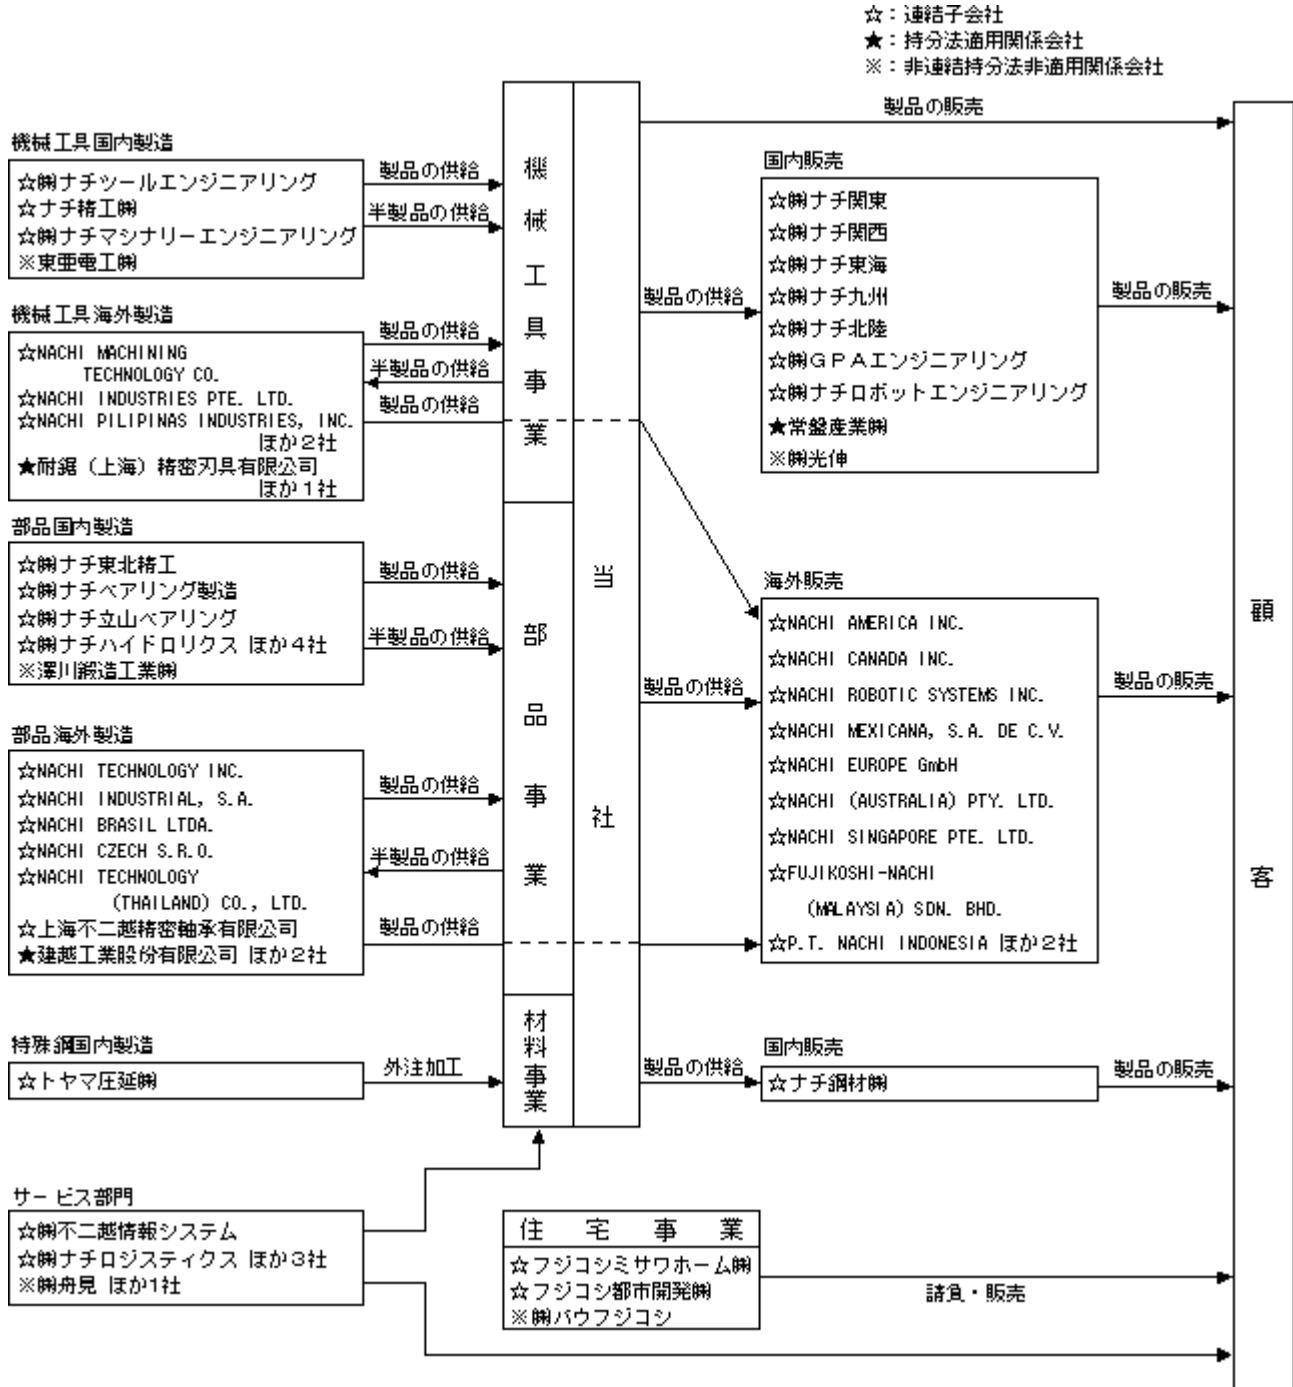 ☆：連結子会社
★：持分法適用関係会社
※：非連結持分法非適用関係会社
機械工具国内製造
☆㈱ナチツールエンジニアリング
☆ナチ精工㈱
☆㈱ナチマシナリーエンジニアリング
※東亜電工㈱
製品の供給
半製品の供給
機械工具海外製造
☆NACHI MACHINING
TECHNOLOGY CO.
☆NACHI INDUSTRIES PTE. LTD.
☆NACHI PILIPINAS INDUSTRIES, INC.
ほか２社
★耐鋸（上海）精密刃具有限公司
ほか１社
製品の供給
半製品の供給
製品の供給
部品国内製造
☆㈱ナチ東北精工
☆㈱ナチベアリング製造
☆㈱ナチ立山ベアリング
☆㈱ナチハイドロリクス ほか４社
※澤川鍛造工業㈱
製品の供給
半製品の供給
部品海外製造
☆NACHI TECHNOLOGY INC.
☆NACHI INDUSTRIAL, S.A.
☆NACHI BRASIL LTDA.
☆NACHI CZECH S.R.O.
☆NACHI TECHNOLOGY
(THAILAND) CO., LTD.
☆上海不二越精密軸承有限公司
★建越工業股份有限公司 ほか２社
製品の供給
半製品の供給
製品の供給
特殊鋼国内製造
☆トヤマ圧延㈱
外注加工
サービス部門
☆㈱不二越情報システム
☆㈱ナチロジスティクス ほか３社
※㈱舟見 ほか1社
機械工具事業
部品事業
材料事業
当社
製品の販売
製品の供給
国内販売
☆㈱ナチ関東
☆㈱ナチ関西
☆㈱ナチ東海
☆㈱ナチ九州
☆㈱ナチ北陸
☆㈱ＧＰＡエンジニアリング
☆㈱ナチロボットエンジニアリング
★常盤産業㈱
※㈱光伸
製品の販売
製品の供給
海外販売
☆NACHI AMERICA INC.
☆NACHI CANADA INC.
☆NACHI ROBOTIC SYSTEMS INC.
☆NACHI MEXICANA, S.A. DE C.V.
☆NACHI EUROPE GmbH
☆NACHI (AUSTRALIA) PTY. LTD.
☆NACHI SINGAPORE PTE. LTD.
☆FUJIKOSHI-NACHI
(MALAYSIA) SDN. BHD.
☆P.T. NACHI INDONESIA ほか２社
製品の販売
製品の供給
国内販売
☆ナチ鋼材㈱
製品の販売
住宅事業
☆フジコシミサワホーム㈱
☆フジコシ都市開発㈱
※㈱バウフジコシ
請負・販売
顧客